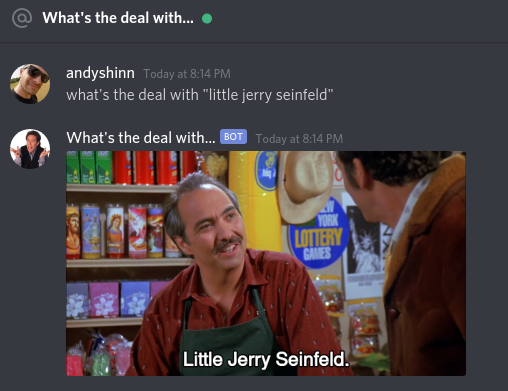 @ What's the deal with...
andyshinn Today at 8:14 PM
what's the deal with "little jerry seinfeld"
What's the deal with... BOT Today at 8:14 PM
NEW
YORK
LOTTERY
GAMES
Little Jerry Seinfeld.